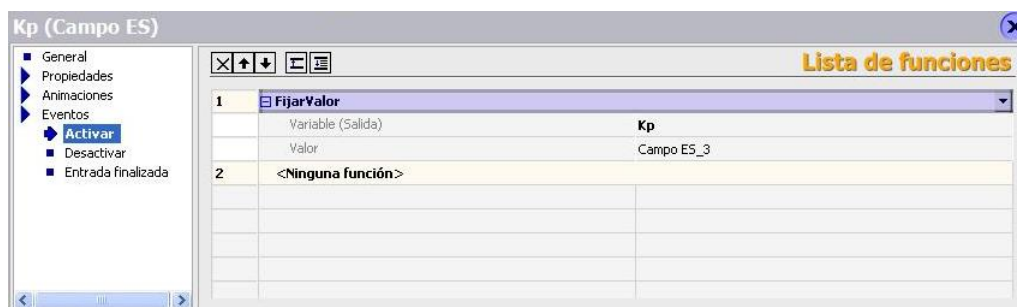 Kp (Campo ES)
General
Propiedades
Animaciones
Eventos
Activar
Desactivar
Entrada finalizada
Lista de funciones
1 FijarValor
Variable (Salida) Kp
Valor Campo ES_3
2 <Ninguna función>